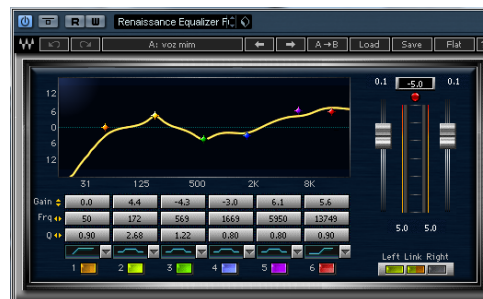 R W Renaissance Equalizer F
A: voz mim A→B Load Save Flat
0.1 -5.0 0.1
12
6
0
6
12
31 125 500 2K 8K
Gain 0.0 4.4 -4.3 -3.0 6.1 5.6
Frq 50 172 569 1669 5950 13749
Q 0.90 2.68 1.22 0.80 0.80 0.90
5.0 5.0
Left Link Right
1 2 3 4 5 6